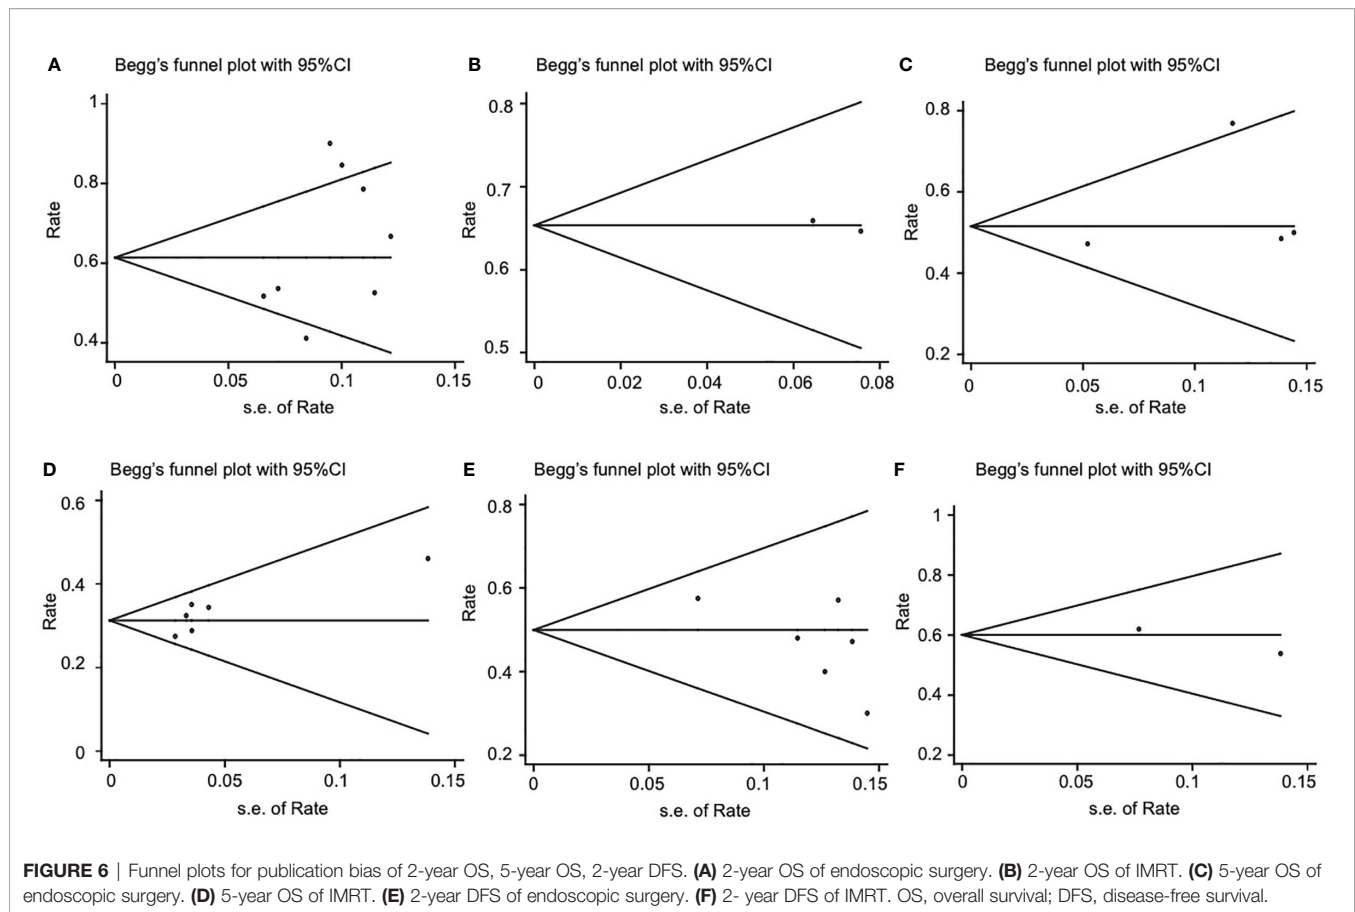 A
Begg's funnel plot with 95%CI
1
0.8
0.6
0.4
Rate
0
0.05
0.1
0.15
s.e. of Rate
B
Begg's funnel plot with 95%CI
0.8
0.7
0.6
0.5
Rate
0
0.02
0.04
0.06
0.08
s.e. of Rate
C
Begg's funnel plot with 95%CI
0.8
0.6
0.4
0.2
Rate
0
0.05
0.1
0.15
s.e. of Rate
D
Begg's funnel plot with 95%CI
0.6
0.4
0.2
0
Rate
0
0.05
0.1
0.15
s.e. of Rate
E
Begg's funnel plot with 95%CI
0.8
0.6
0.4
0.2
Rate
0
0.05
0.1
0.15
s.e. of Rate
F
Begg's funnel plot with 95%CI
1
0.8
0.6
0.4
0.2
Rate
0
0.05
0.1
0.15
s.e. of Rate
FIGURE 6 | Funnel plots for publication bias of 2-year OS, 5-year OS, 2-year DFS. (A) 2-year OS of endoscopic surgery. (B) 2-year OS of IMRT. (C) 5-year OS of
endoscopic surgery. (D) 5-year OS of IMRT. (E) 2-year DFS of endoscopic surgery. (F) 2- year DFS of IMRT. OS, overall survival; DFS, disease-free survival.